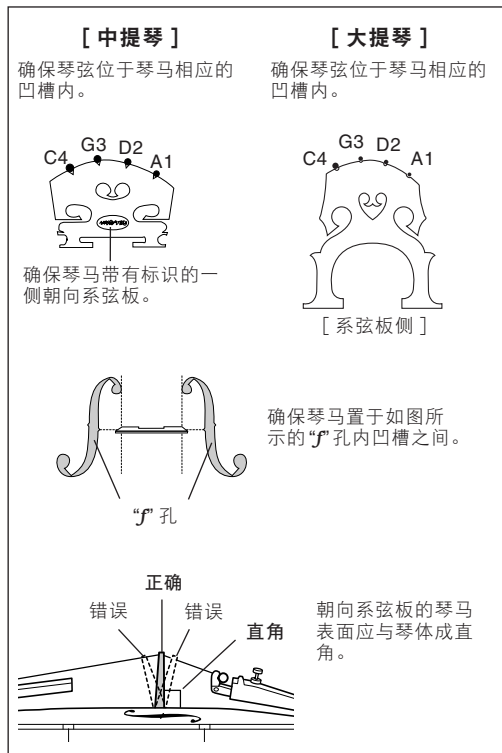 [ 中提琴 ]
确保琴弦位于琴马相应的
凹槽内。
C4 G3 D2 A1
确保琴马带有标识的一
侧朝向系弦板。
[ 大提琴 ]
确保琴弦位于琴马相应的
凹槽内。
C4 G3 D2 A1
[ 系弦板侧 ]
确保琴马置于如图所
示的“f”孔内凹槽之间。
“f”孔
正确
错误 错误
直角
朝向系弦板的琴马
表面应与琴体成直
角。